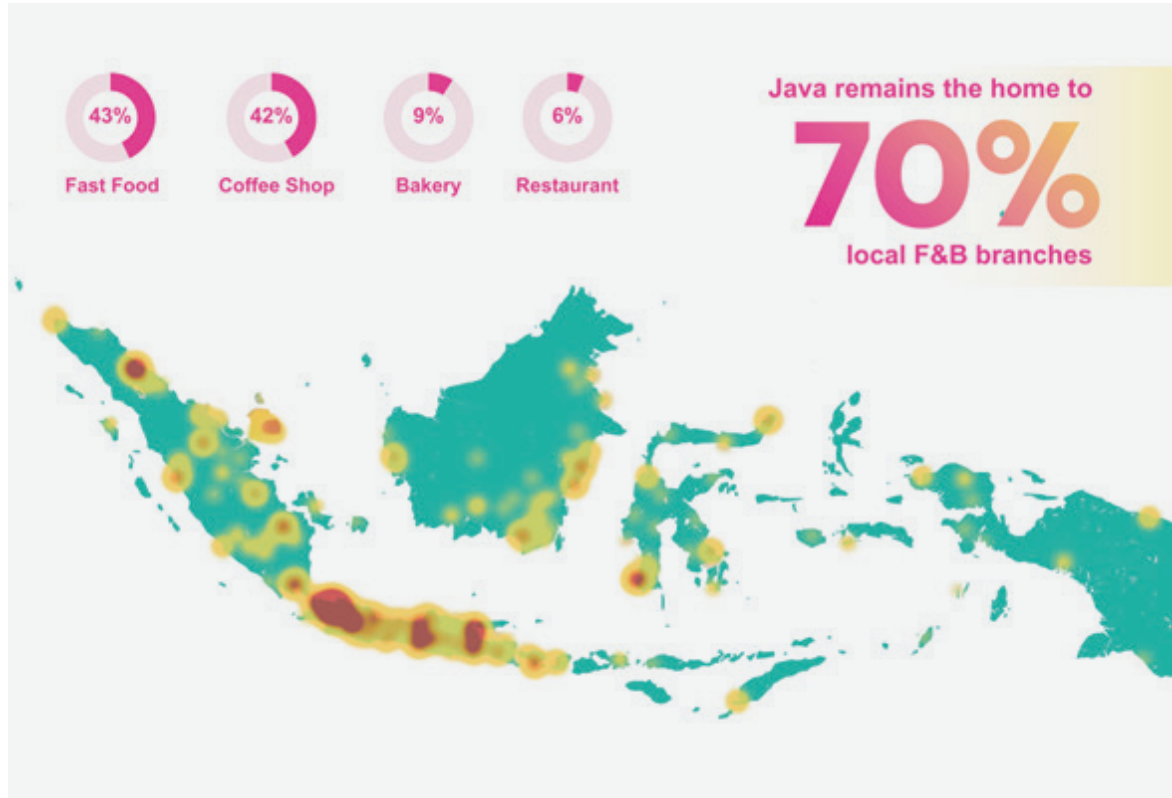 43%
42%
9%
6%
Fast Food
Coffee Shop
Bakery
Restaurant
Java remains the home to
70%
local F&B branches